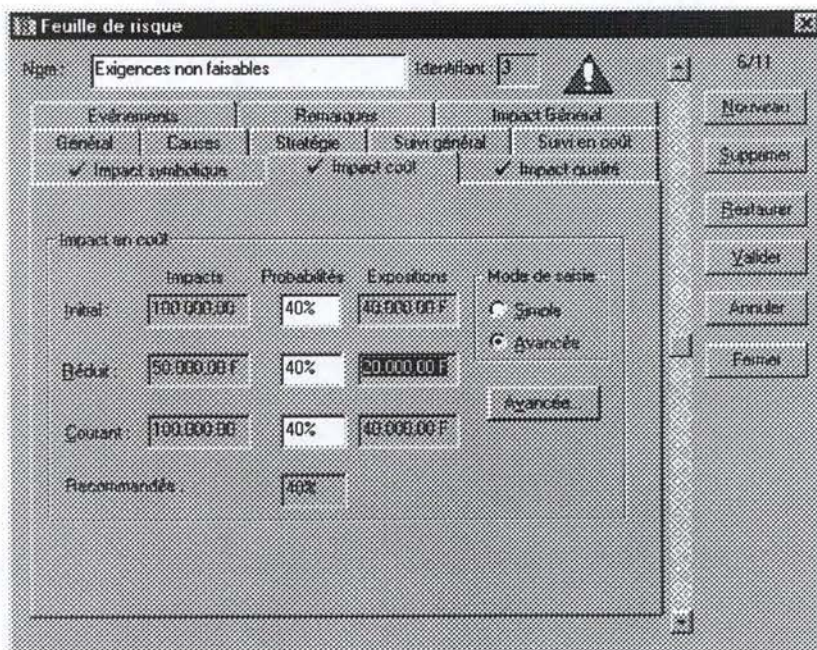 Feuille de risque
Nom : Exigences non faisables Identifiant 3 6/11
Evénements Remarques Impact Général
Général Causes Stratégie Suivi général Suivi en coût
✓ Impact symbolique ✓ Impact coût ✓ Impact qualité
Nouveau
Supprimer
Restaurer
Valider
Annuler
Fermer
Impact en coût
Impacts Probabilités Expositions
Initial : 100.000,00 40% 40.000,00 F
Réduit : 50.000,00 F 40% 20.000,00 F
Courant : 100.000,00 40% 40.000,00 F
Recommandés : 40%
Mode de saisie
Simple
Avancée
Avancée...